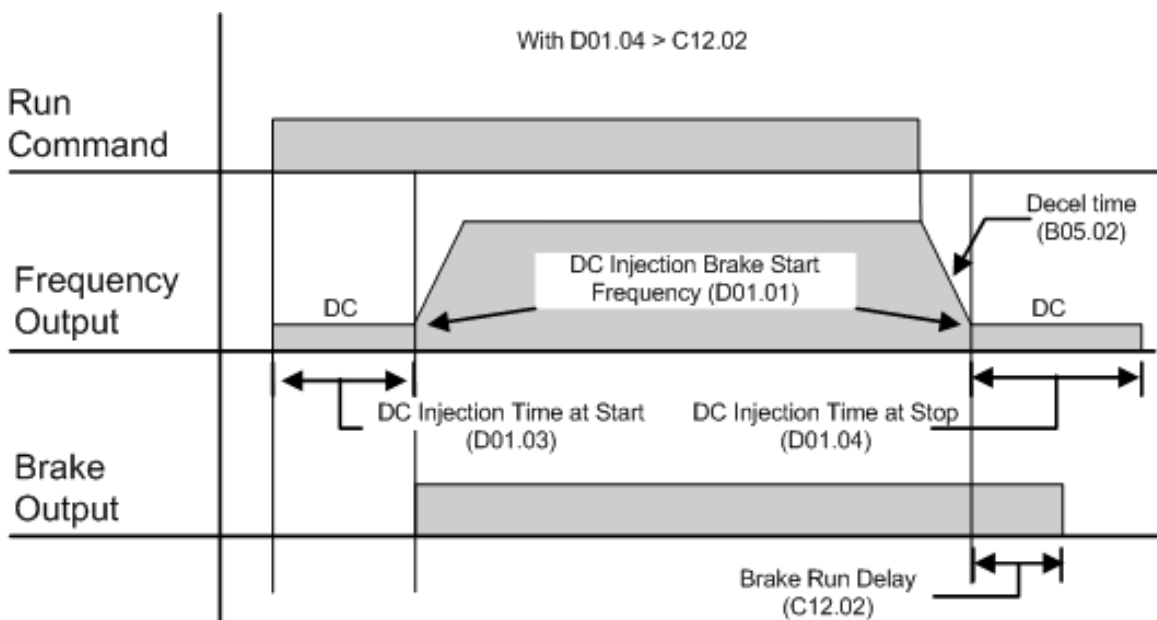 With D01.04 > C12.02
Run
Command
Decel time
(B05.02)
DC Injection Brake Start
Frequency (D01.01)
Frequency
Output
DC
DC
DC Injection Time at Start
(D01.03)
DC Injection Time at Stop
(D01.04)
Brake
Output
Brake Run Delay
(C12.02)